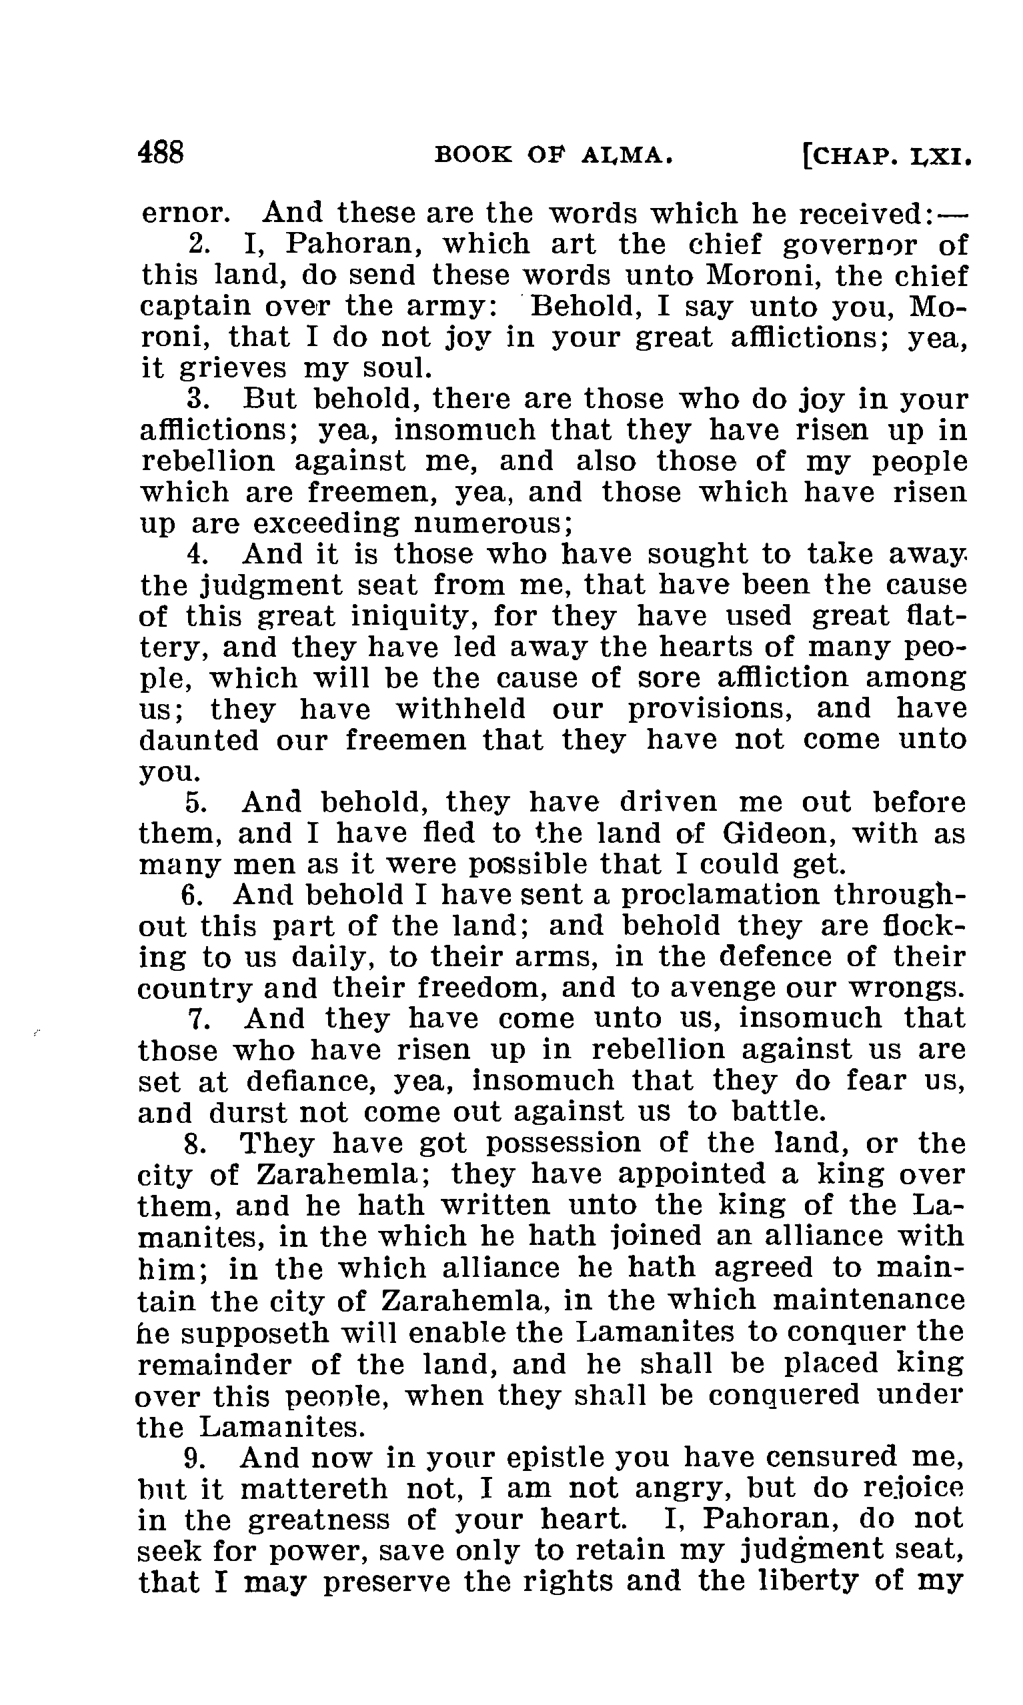 488 BOOK OF ALMA. [CHAP. LXI.
ernor. And these are the words which he received:—
2. I, Pahoran, which art the chief governor of
this land, do send these words unto Moroni, the chief
captain over the army: Behold, I say unto you, Mo-
roni, that I do not joy in your great afflictions; yea,
it grieves my soul.
3. But behold, there are those who do joy in your
afflictions; yea, insomuch that they have risen up in
rebellion against me, and also those of my people
which are freemen, yea, and those which have risen
up are exceeding numerous;
4. And it is those who have sought to take away
the judgment seat from me, that have been the cause
of this great iniquity, for they have used great flat-
tery, and they have led away the hearts of many peo-
ple, which will be the cause of sore affliction among
us; they have withheld our provisions, and have
daunted our freemen that they have not come unto
you.
5. And behold, they have driven me out before
them, and I have fled to the land of Gideon, with as
many men as it were possible that I could get.
6. And behold I have sent a proclamation through-
out this part of the land; and behold they are flock-
ing to us daily, to their arms, in the defence of their
country and their freedom, and to avenge our wrongs.
7. And they have come unto us, insomuch that
those who have risen up in rebellion against us are
set at defiance, yea, insomuch that they do fear us,
and durst not come out against us to battle.
8. They have got possession of the land, or the
city of Zarahemla; they have appointed a king over
them, and he hath written unto the king of the La-
manites, in the which he hath joined an alliance with
him; in the which alliance he hath agreed to main-
tain the city of Zarahemla, in the which maintenance
he supposeth will enable the Lamanites to conquer the
remainder of the land, and he shall be placed king
over this people, when they shall be conquered under
the Lamanites.
9. And now in your epistle you have censured me,
but it mattereth not, I am not angry, but do rejoice
in the greatness of your heart. I, Pahoran, do not
seek for power, save only to retain my judgment seat,
that I may preserve the rights and the liberty of my